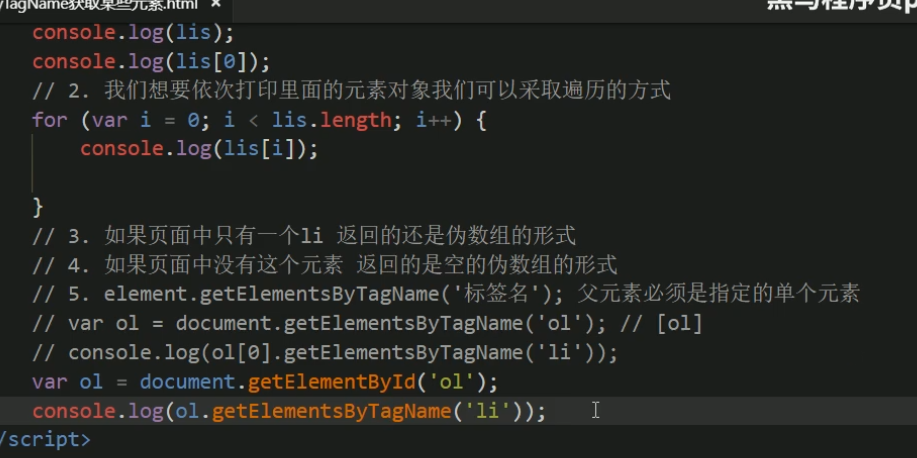 yTagName获取某些元素.html ×
黑马程序员p
console.log(lis);
console.log(lis[0]);
// 2. 我们想要依次打印里面的元素对象我们可以采取遍历的方式
for (var i = 0; i < lis.length; i++) {
console.log(lis[i]);
}
// 3. 如果页面中只有一个li 返回的还是伪数组的形式
// 4. 如果页面中没有这个元素 返回的是空的伪数组的形式
// 5. element.getElementsByTagName('标签名'); 父元素必须是指定的单个元素
// var ol = document.getElementsByTagName('ol'); // [ol]
// console.log(ol[0].getElementsByTagName('li'));
var ol = document.getElementById('ol');
console.log(ol.getElementsByTagName('li'));
/script>